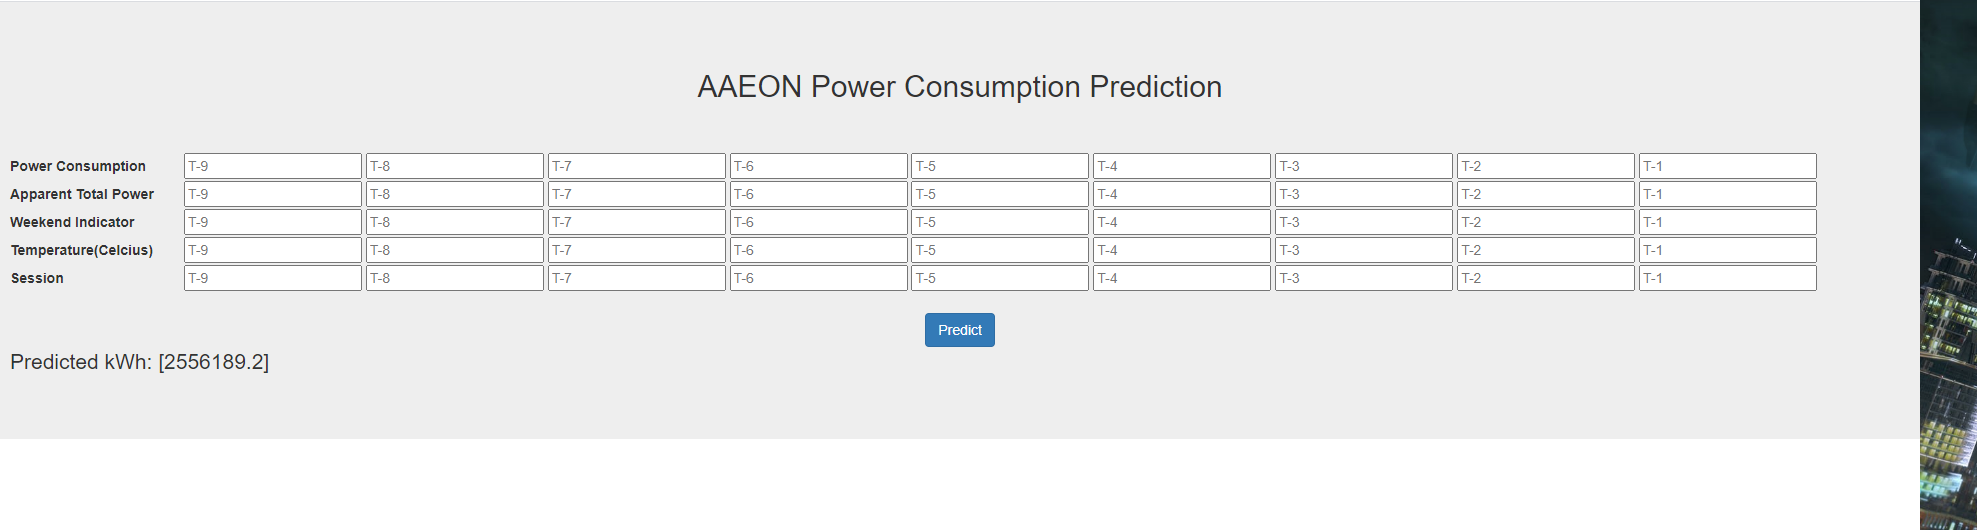 AAEON Power Consumption Prediction
Power Consumption T-9 T-8 T-7 T-6 T-5 T-4 T-3 T-2 T-1
Apparent Total Power T-9 T-8 T-7 T-6 T-5 T-4 T-3 T-2 T-1
Weekend Indicator T-9 T-8 T-7 T-6 T-5 T-4 T-3 T-2 T-1
Temperature(Celcius) T-9 T-8 T-7 T-6 T-5 T-4 T-3 T-2 T-1
Session T-9 T-8 T-7 T-6 T-5 T-4 T-3 T-2 T-1
Predict
Predicted kWh: [2556189.2]